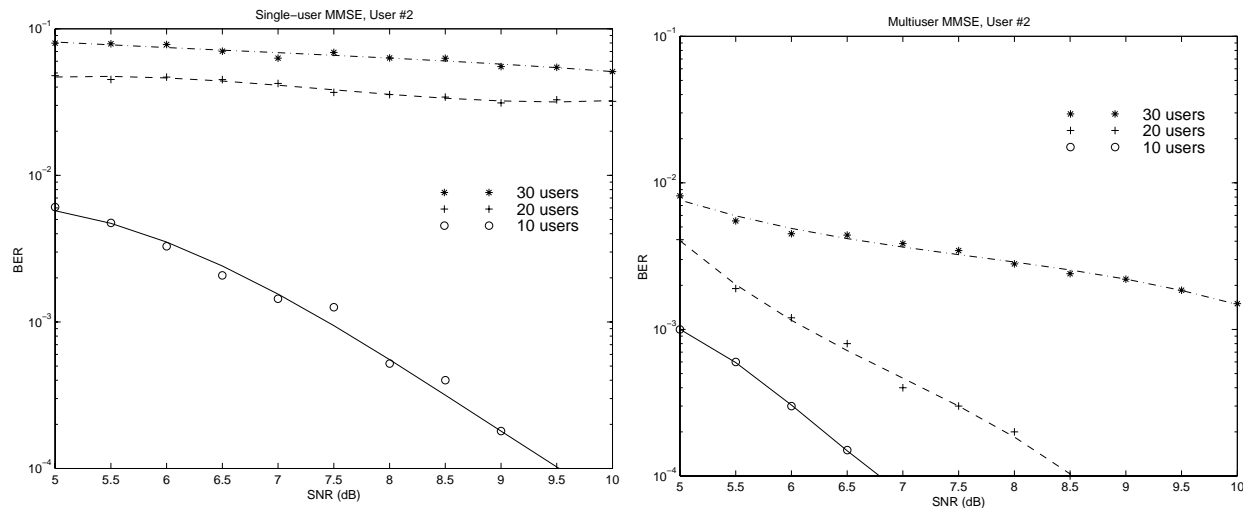 Single−user MMSE, User #2
10⁻¹
10⁻²
10⁻³
10⁻⁴
BER
30 users
20 users
10 users
5 5.5 6 6.5 7 7.5 8 8.5 9 9.5 10
SNR (dB)
Multiuser MMSE, User #2
10⁻¹
10⁻²
10⁻³
10⁻⁴
BER
30 users
20 users
10 users
5 5.5 6 6.5 7 7.5 8 8.5 9 9.5 10
SNR (dB)